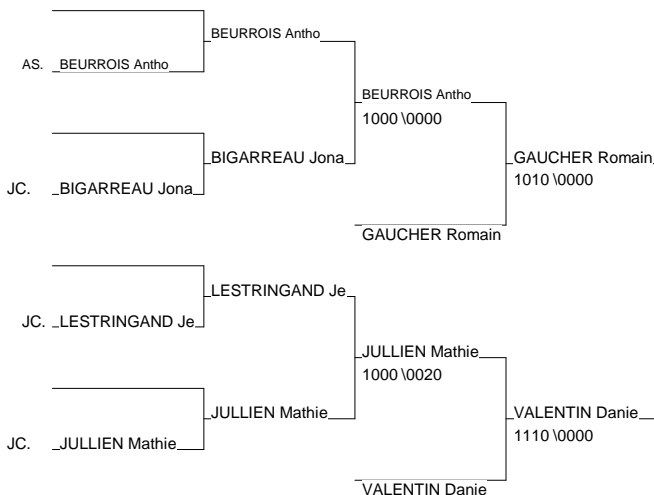 BEURROIS Antho
AS. BEURROIS Antho
BEURROIS Antho
1000 \0000
BIGARREAU Jona
GAUCHER Romain
1010 \0000
JC. BIGARREAU Jona
GAUCHER Romain
LESTRINGAND Je
JC. LESTRINGAND Je
JULLIEN Mathie
1000 \0020
JULLIEN Mathie
VALENTIN Danie
1110 \0000
JC. JULLIEN Mathie
VALENTIN Danie